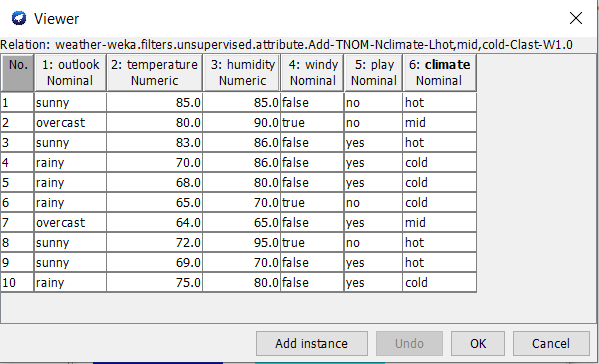 Viewer
Relation: weather-weka.filters.unsupervised.attribute.Add-TNOM-Nclimate-Lhot,mid,cold-Clast-W1.0
No. 1: outlook 2: temperature 3: humidity 4: windy 5: play 6: climate
Nominal Numeric Numeric Nominal Nominal Nominal
1 sunny 85.0 85.0 false no hot
2 overcast 80.0 90.0 true no mid
3 sunny 83.0 86.0 false yes hot
4 rainy 70.0 86.0 false yes cold
5 rainy 68.0 80.0 false yes cold
6 rainy 65.0 70.0 true no cold
7 overcast 64.0 65.0 false yes mid
8 sunny 72.0 95.0 true no hot
9 sunny 69.0 70.0 false yes hot
10 rainy 75.0 80.0 false yes cold
Add instance Undo OK Cancel